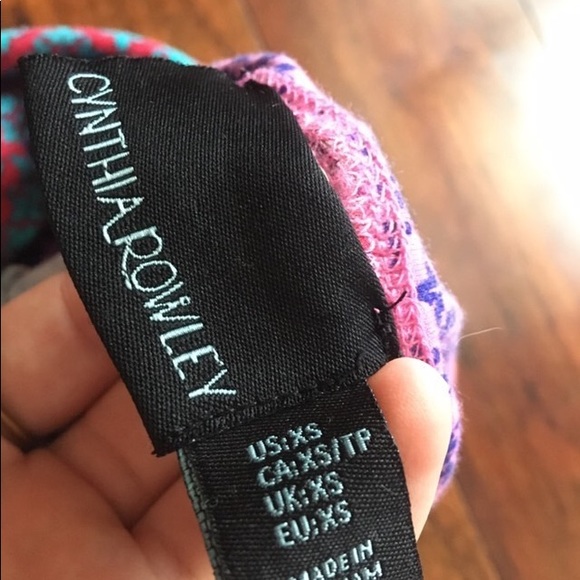 CYNTHIA ROWLEY
US:XS
CA:XS/TP
UK:XS
EU:XS
MADE IN